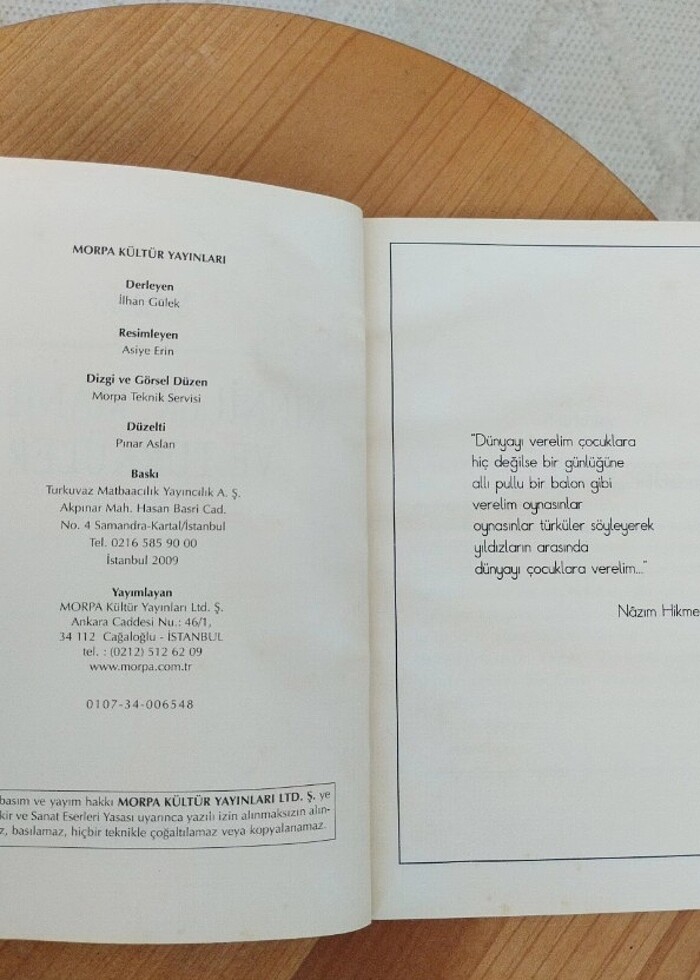 MORPA KÜLTÜR YAYINLARI
Derleyen
İlhan Gülek
Resimleyen
Asiye Erin
Dizgi ve Görsel Düzen
Morpa Teknik Servisi
Düzelti
Pınar Aslan
Baskı
Turkuvaz Matbaacılık Yayıncılık A. Ş.
Akpınar Mah. Hasan Basri Cad.
No. 4 Samandra-Kartal/İstanbul
Tel. 0216 585 90 00
İstanbul 2009
Yayımlayan
MORPA Kültür Yayınları Ltd. Ş.
Ankara Caddesi Nu.: 46/1,
34 112 Cağaloğlu - İSTANBUL
tel. : (0212) 512 62 09
www.morpa.com.tr
0107-34-006548
basım ve yayım hakkı MORPA KÜLTÜR YAYINLARI LTD. Ş. ye
ve Sanat Eserleri Yasası uyarınca yazılı izin alınmaksızın alın-
basılamaz, hiçbir teknikle çoğaltılamaz veya kopyalanamaz.
"Dünyayı verelim çocuklara
hiç değilse bir günlüğüne
allı pullu bir balon gibi
verelim oynasınlar
oynasınlar türküler söyleyerek
yıldızların arasında
dünyayı çocuklara verelim..."
Nâzım Hikme